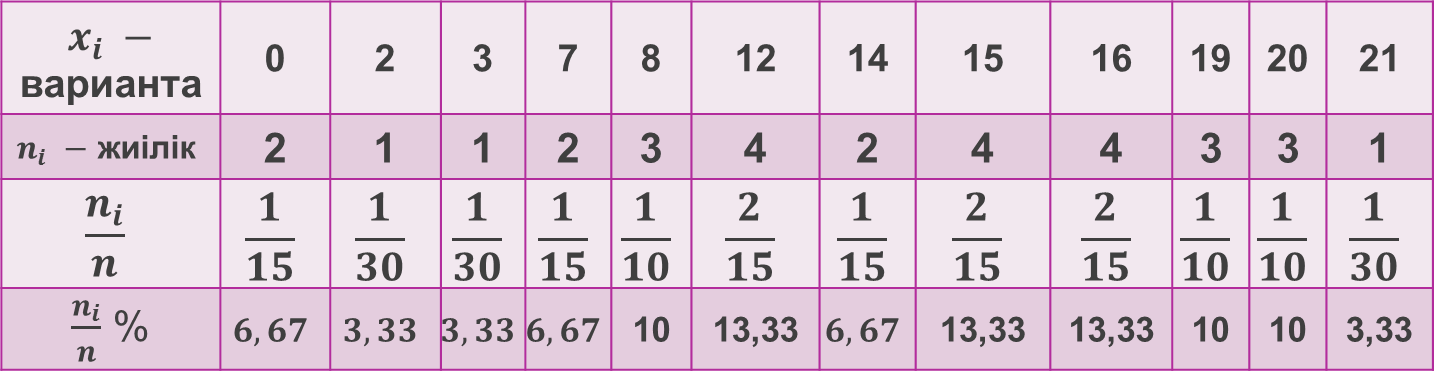 xᵢ − варианта 0 2 3 7 8 12 14 15 16 19 20 21
nᵢ − жиілік 2 1 1 2 3 4 2 4 4 3 3 1
nᵢ/n 1/15 1/30 1/30 1/15 1/10 2/15 1/15 2/15 2/15 1/10 1/10 1/30
nᵢ/n % 6,67 3,33 3,33 6,67 10 13,33 6,67 13,33 13,33 10 10 3,33